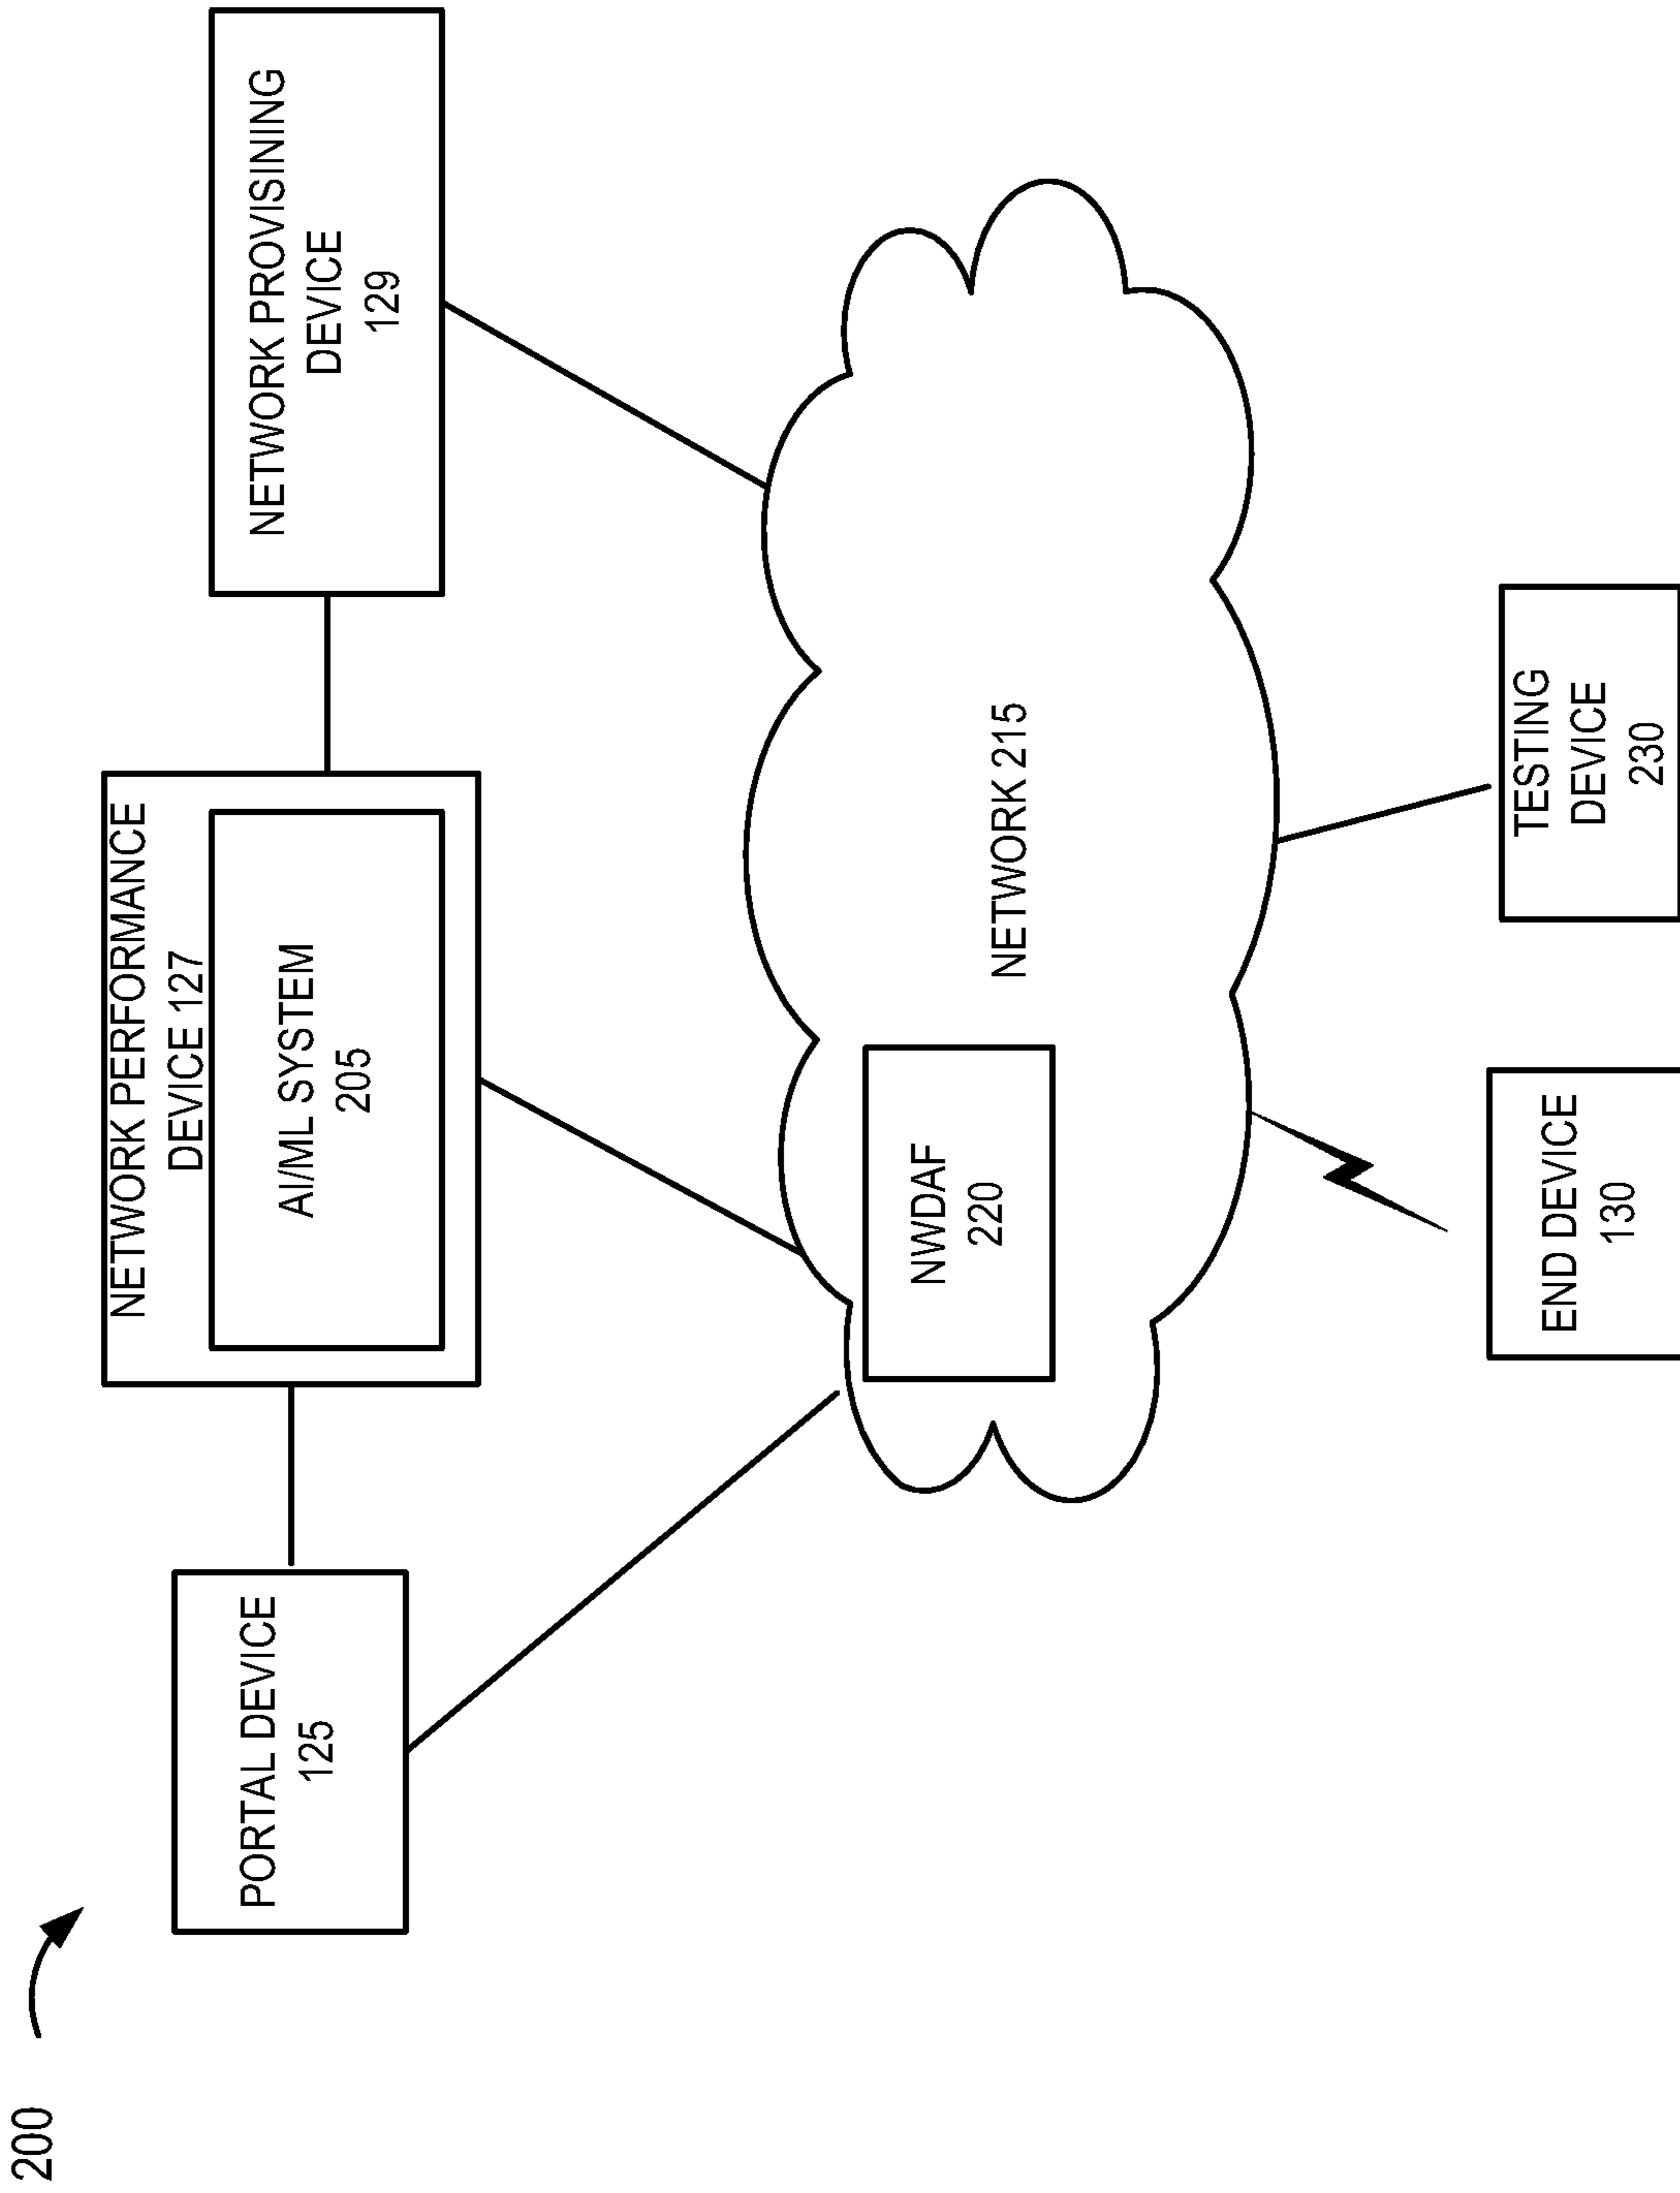 200
PORTAL DEVICE
125
NETWORK PERFORMANCE
DEVICE 127
AI/ML SYSTEM
205
NETWORK PROVISINING
DEVICE
129
NWDAF
220
NETWORK 215
END DEVICE
130
TESTING
DEVICE
230